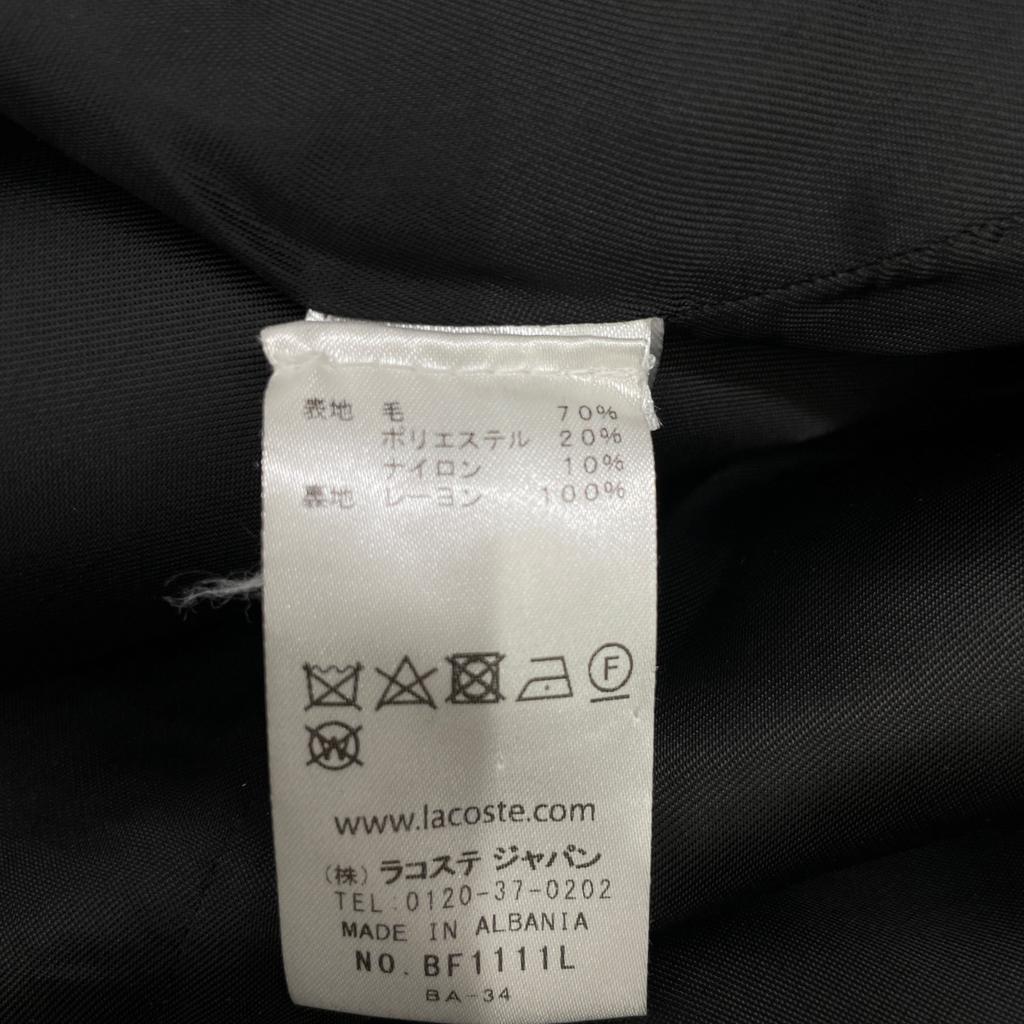 表地 毛 70%
ポリエステル 20%
ナイロン 10%
裏地 レーヨン 100%
F
W
www.lacoste.com
(株) ラコステ ジャパン
TEL:0120-37-0202
MADE IN ALBANIA
NO. BF1111L
BA-34